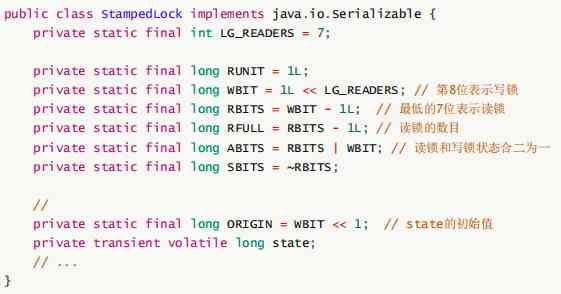 public class StampedLock implements java.io.Serializable {
    private static final int LG_READERS = 7;

    private static final long RUNIT = 1L;
    private static final long WBIT = 1L << LG_READERS; // 第8位表示写锁
    private static final long RBITS = WBIT - 1L;  // 最低的7位表示读锁
    private static final long RFULL = RBITS - 1L; // 读锁的数目
    private static final long ABITS = RBITS | WBIT; // 读锁和写锁状态合二为一
    private static final long SBITS = ~RBITS;

    //
    private static final long ORIGIN = WBIT << 1;  // state的初始值
    private transient volatile long state;
    // ...
}